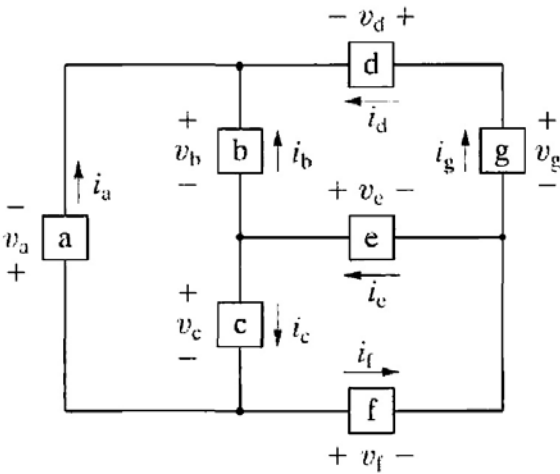 − v_d +
d
i_d
+
v_b
−
b
i_b
i_g
g
+
v_g
−
i_a
−
v_a
+
a
+ v_e −
e
i_e
+
v_c
−
c
i_c
i_f
f
+ v_f −